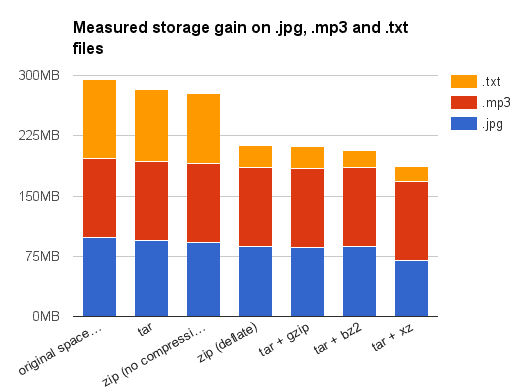 Measured storage gain on .jpg, .mp3 and .txt
files
300MB
225MB
150MB
75MB
0MB
.txt
.mp3
.jpg
original space…
tar
zip (no compressi…
zip (deflate)
tar + gzip
tar + bz2
tar + xz